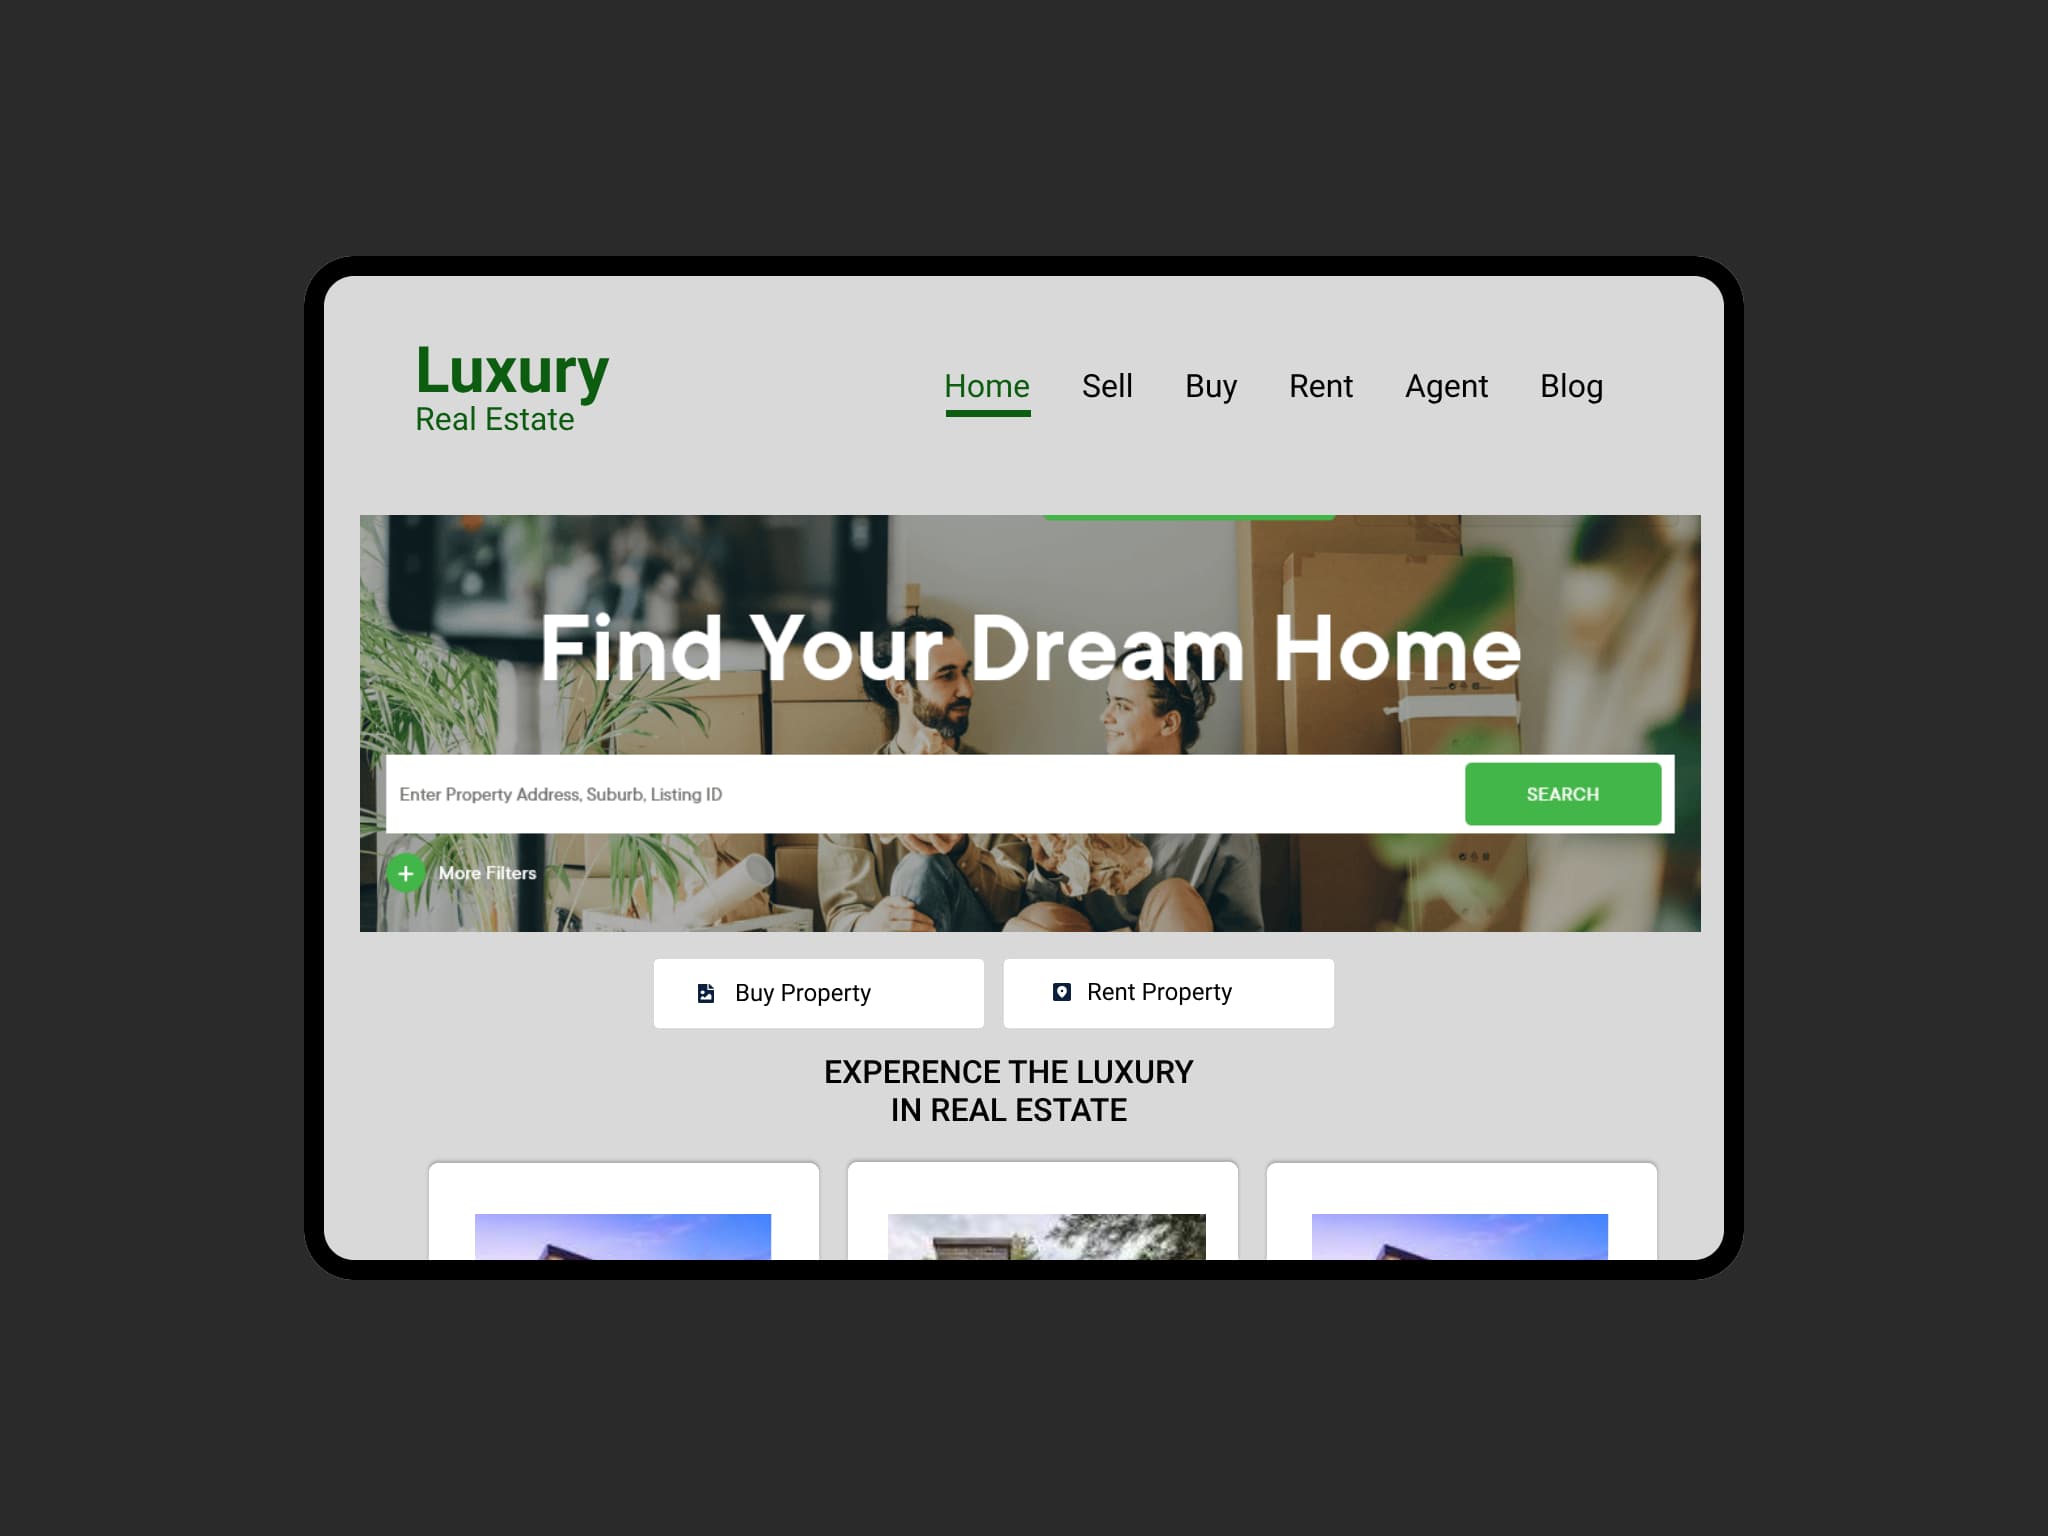 Luxury
Real Estate
Home Sell Buy Rent Agent Blog
Find Your Dream Home
Enter Property Address, Suburb, Listing ID
SEARCH
+ More Filters
Buy Property
Rent Property
EXPERENCE THE LUXURY
IN REAL ESTATE